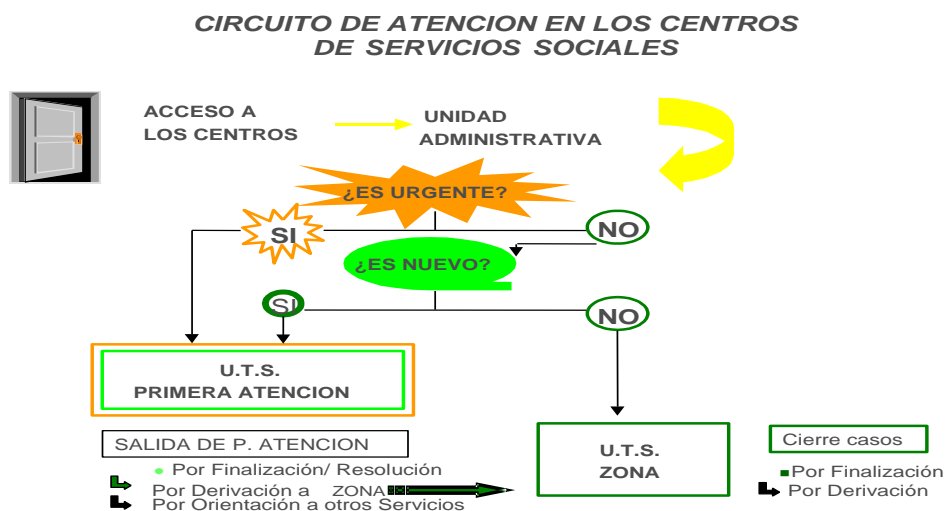 CIRCUITO DE ATENCION EN LOS CENTROS
DE SERVICIOS SOCIALES
ACCESO A
LOS CENTROS
UNIDAD
ADMINISTRATIVA
¿ES URGENTE?
SI
NO
¿ES NUEVO?
SI
NO
U.T.S.
PRIMERA ATENCION
SALIDA DE P. ATENCION
Por Finalización/ Resolución
Por Derivación a ZONA
Por Orientación a otros Servicios
U.T.S.
ZONA
Cierre casos
Por Finalización
Por Derivación